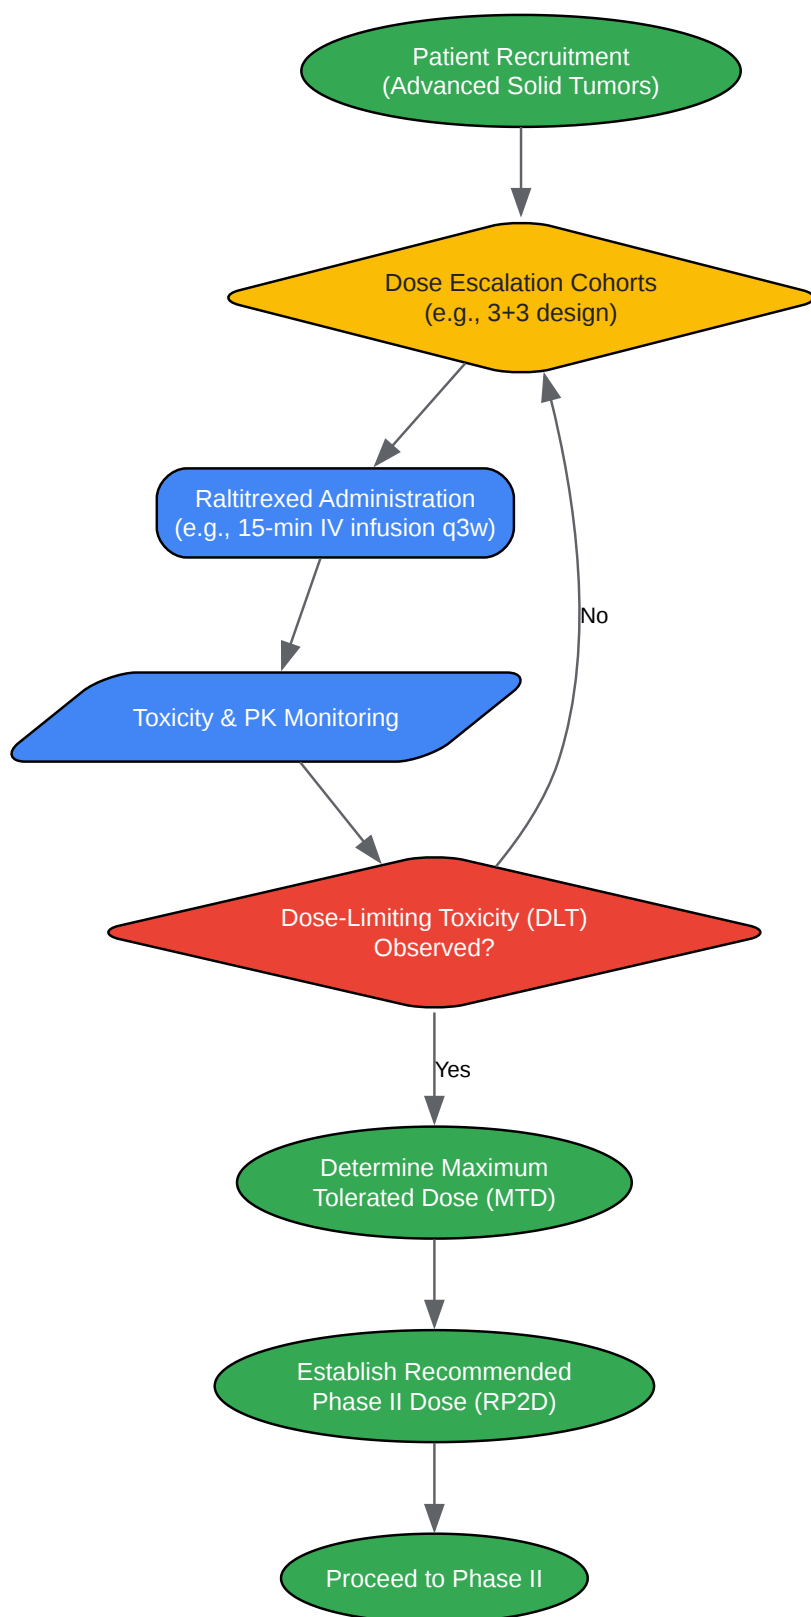 Patient Recruitment
(Advanced Solid Tumors)
Dose Escalation Cohorts
(e.g., 3+3 design)
Raltitrexed Administration
(e.g., 15-min IV infusion q3w)
No
Toxicity & PK Monitoring
Dose-Limiting Toxicity (DLT)
Observed?
Yes
Determine Maximum
Tolerated Dose (MTD)
Establish Recommended
Phase II Dose (RP2D)
Proceed to Phase II